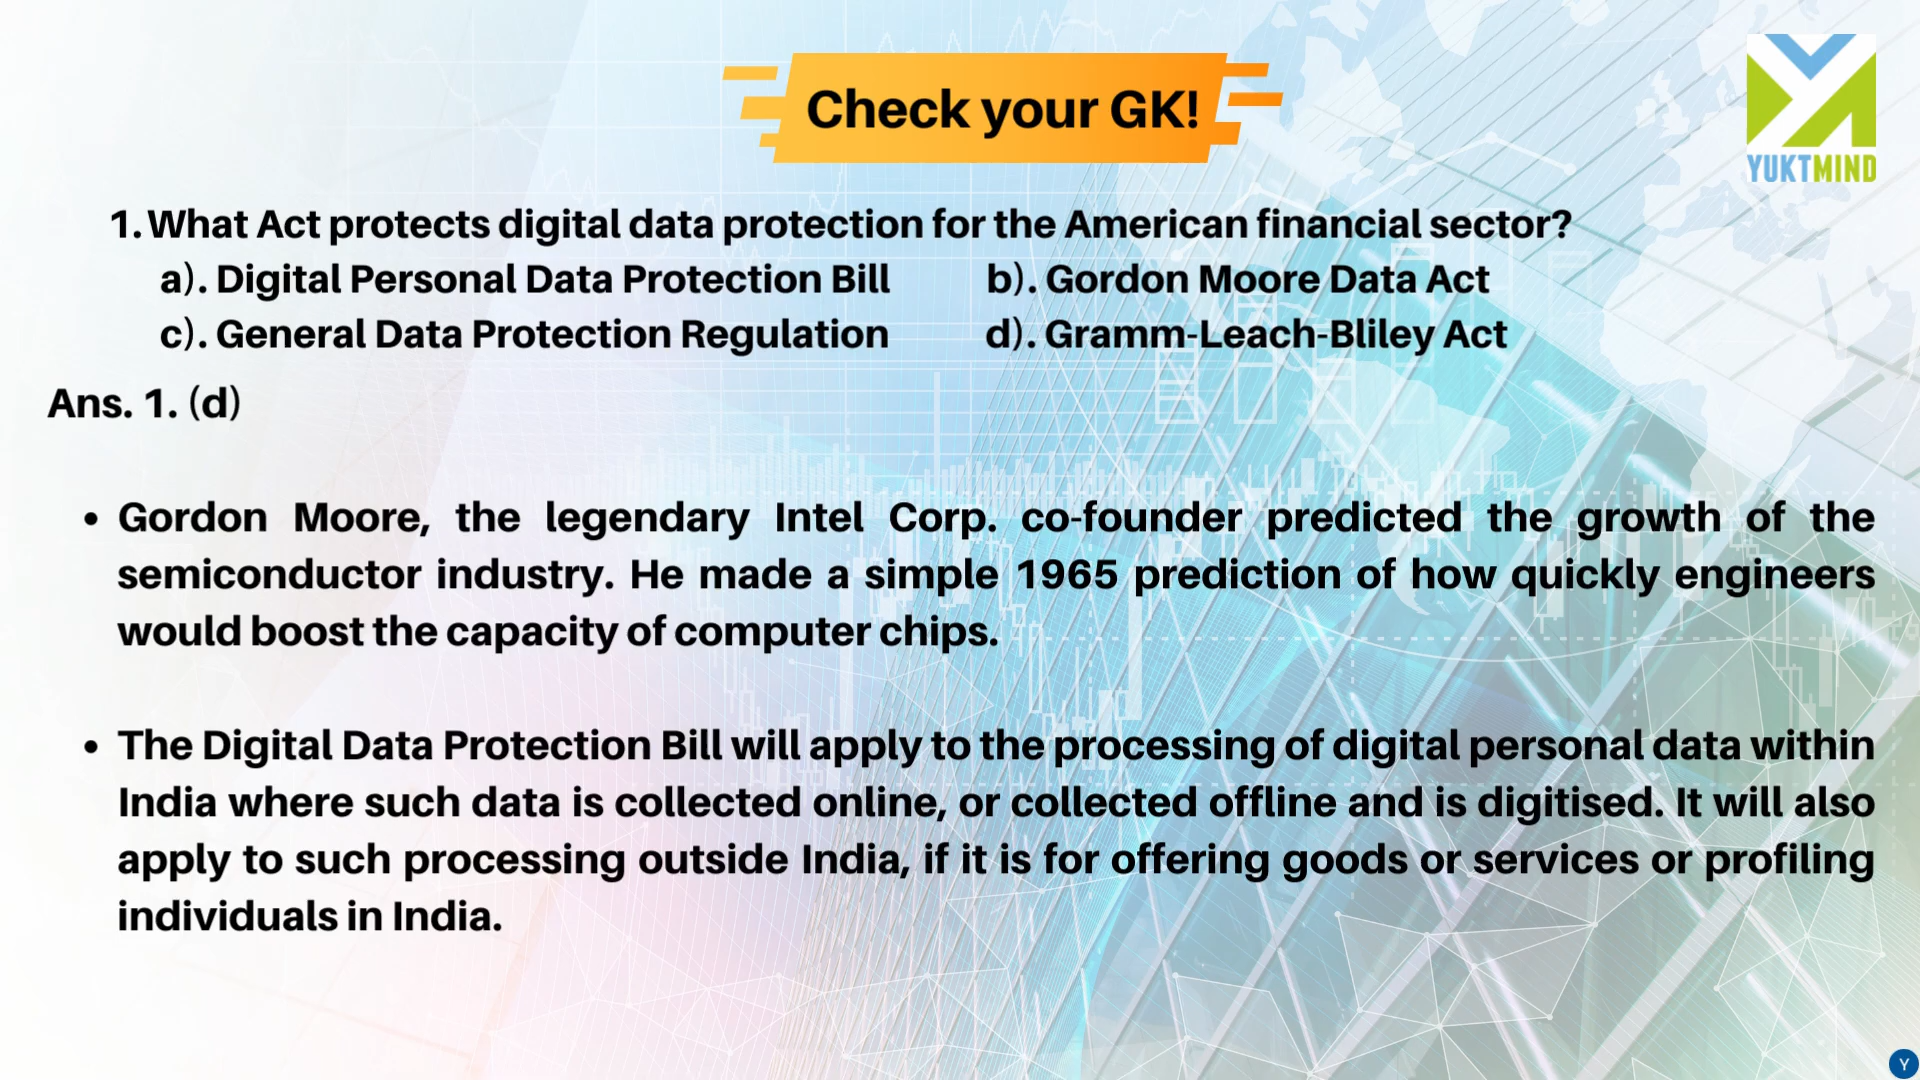 Check your GK!
YUKTMIND
1. What Act protects digital data protection for the American financial sector?
a). Digital Personal Data Protection Bill b). Gordon Moore Data Act
c). General Data Protection Regulation d). Gramm-Leach-Bliley Act
Ans. 1. (d)
• Gordon Moore, the legendary Intel Corp. co-founder predicted the growth of the
semiconductor industry. He made a simple 1965 prediction of how quickly engineers
would boost the capacity of computer chips.
• The Digital Data Protection Bill will apply to the processing of digital personal data within
India where such data is collected online, or collected offline and is digitised. It will also
apply to such processing outside India, if it is for offering goods or services or profiling
individuals in India.
Y